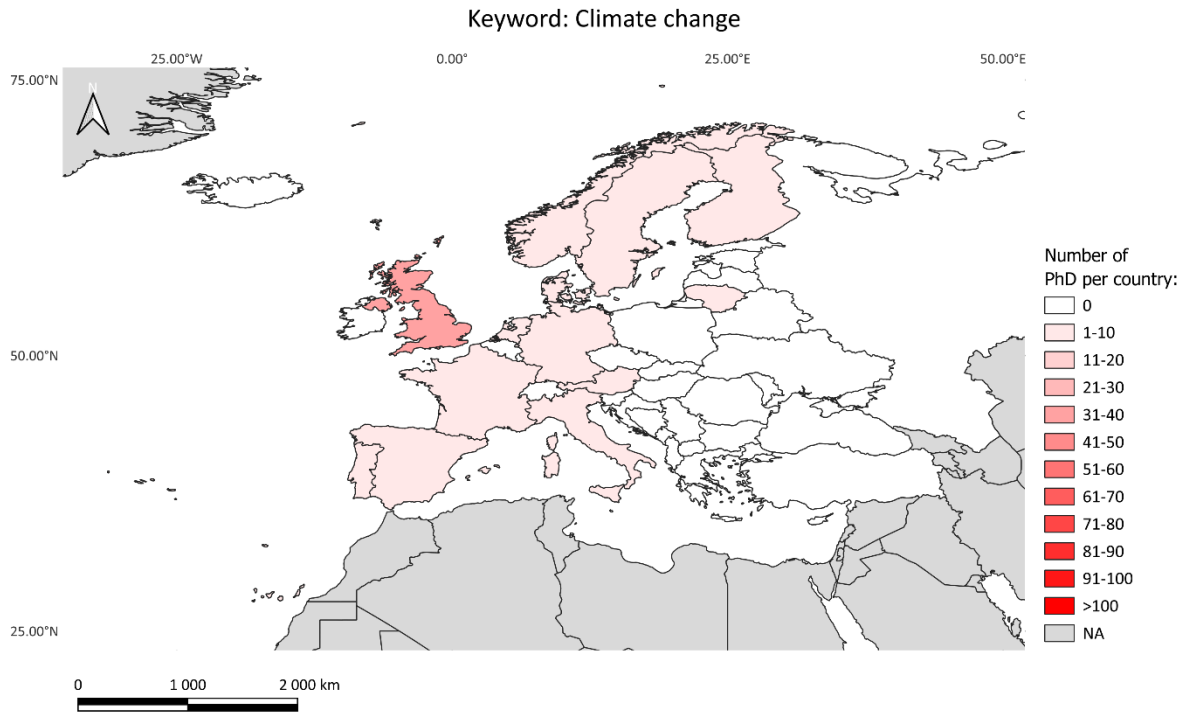 Keyword: Climate change
25.00°W
0.00°
25.00°E
50.00°E
75.00°N
N
50.00°N
25.00°N
Number of
PhD per country:
0
1-10
11-20
21-30
31-40
41-50
51-60
61-70
71-80
81-90
91-100
>100
NA
0
1 000
2 000 km